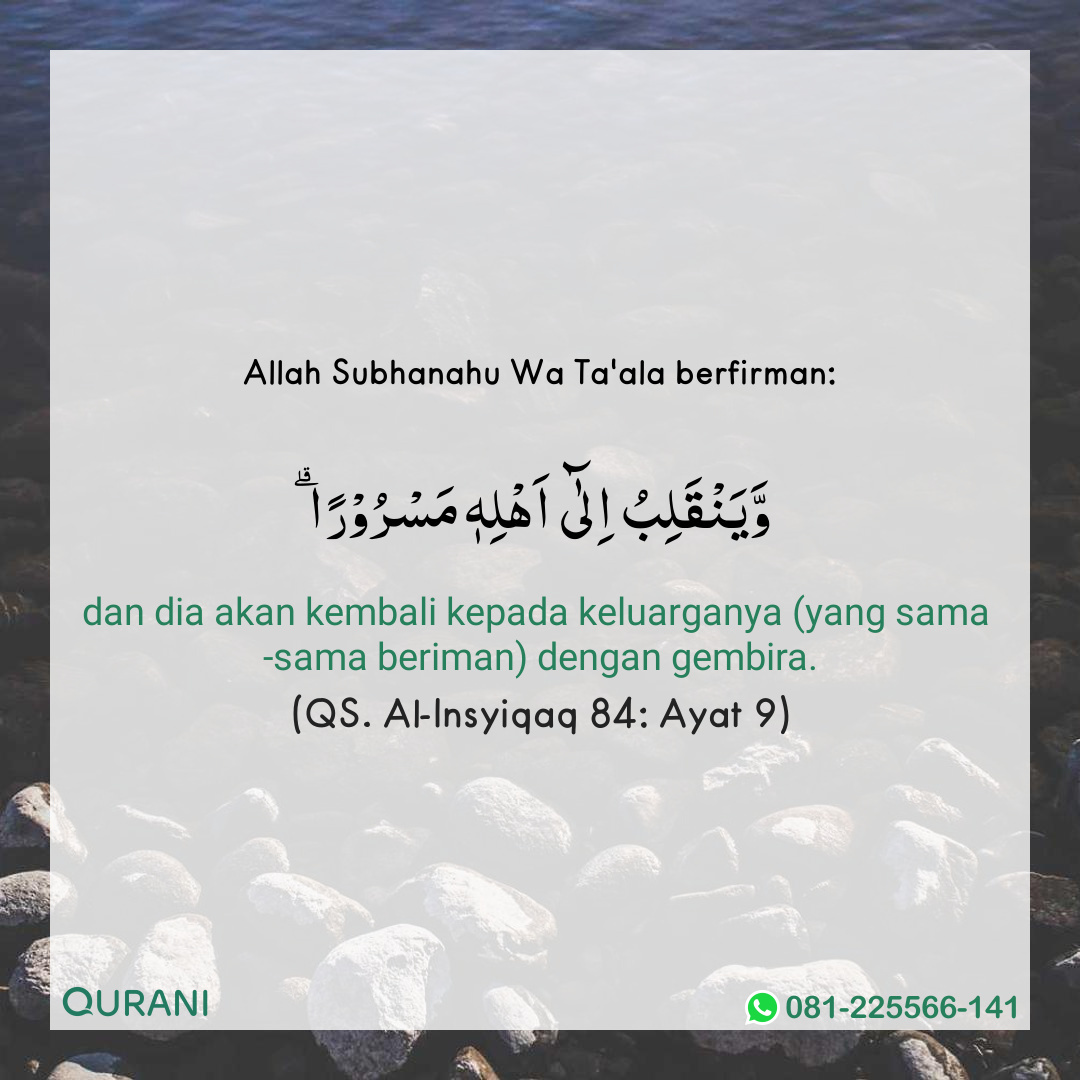 Allah Subhanahu Wa Ta'ala berfirman:
وَّيَنْقَلِبُ اِلٰٓى اَهْلِهٖ مَسْرُوْرًا ۗ
dan dia akan kembali kepada keluarganya (yang sama
-sama beriman) dengan gembira.
(QS. Al-Insyiqaq 84: Ayat 9)
QURANI
081-225566-141